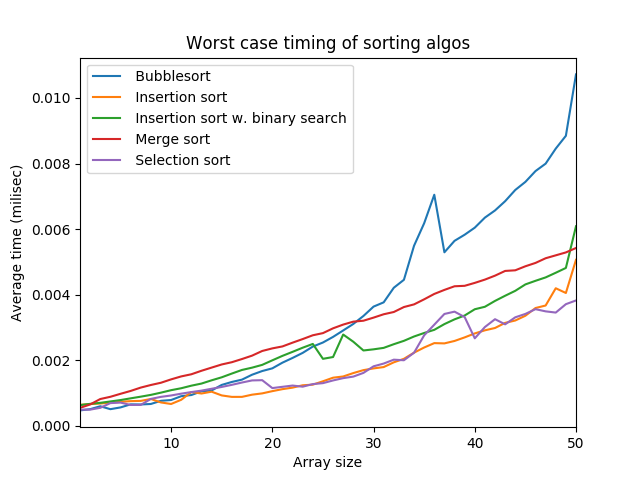 Worst case timing of sorting algos
Bubblesort
Insertion sort
Insertion sort w. binary search
Merge sort
Selection sort
0.010
0.008
0.006
0.004
0.002
0.000
Average time (milisec)
10
20
30
40
50
Array size